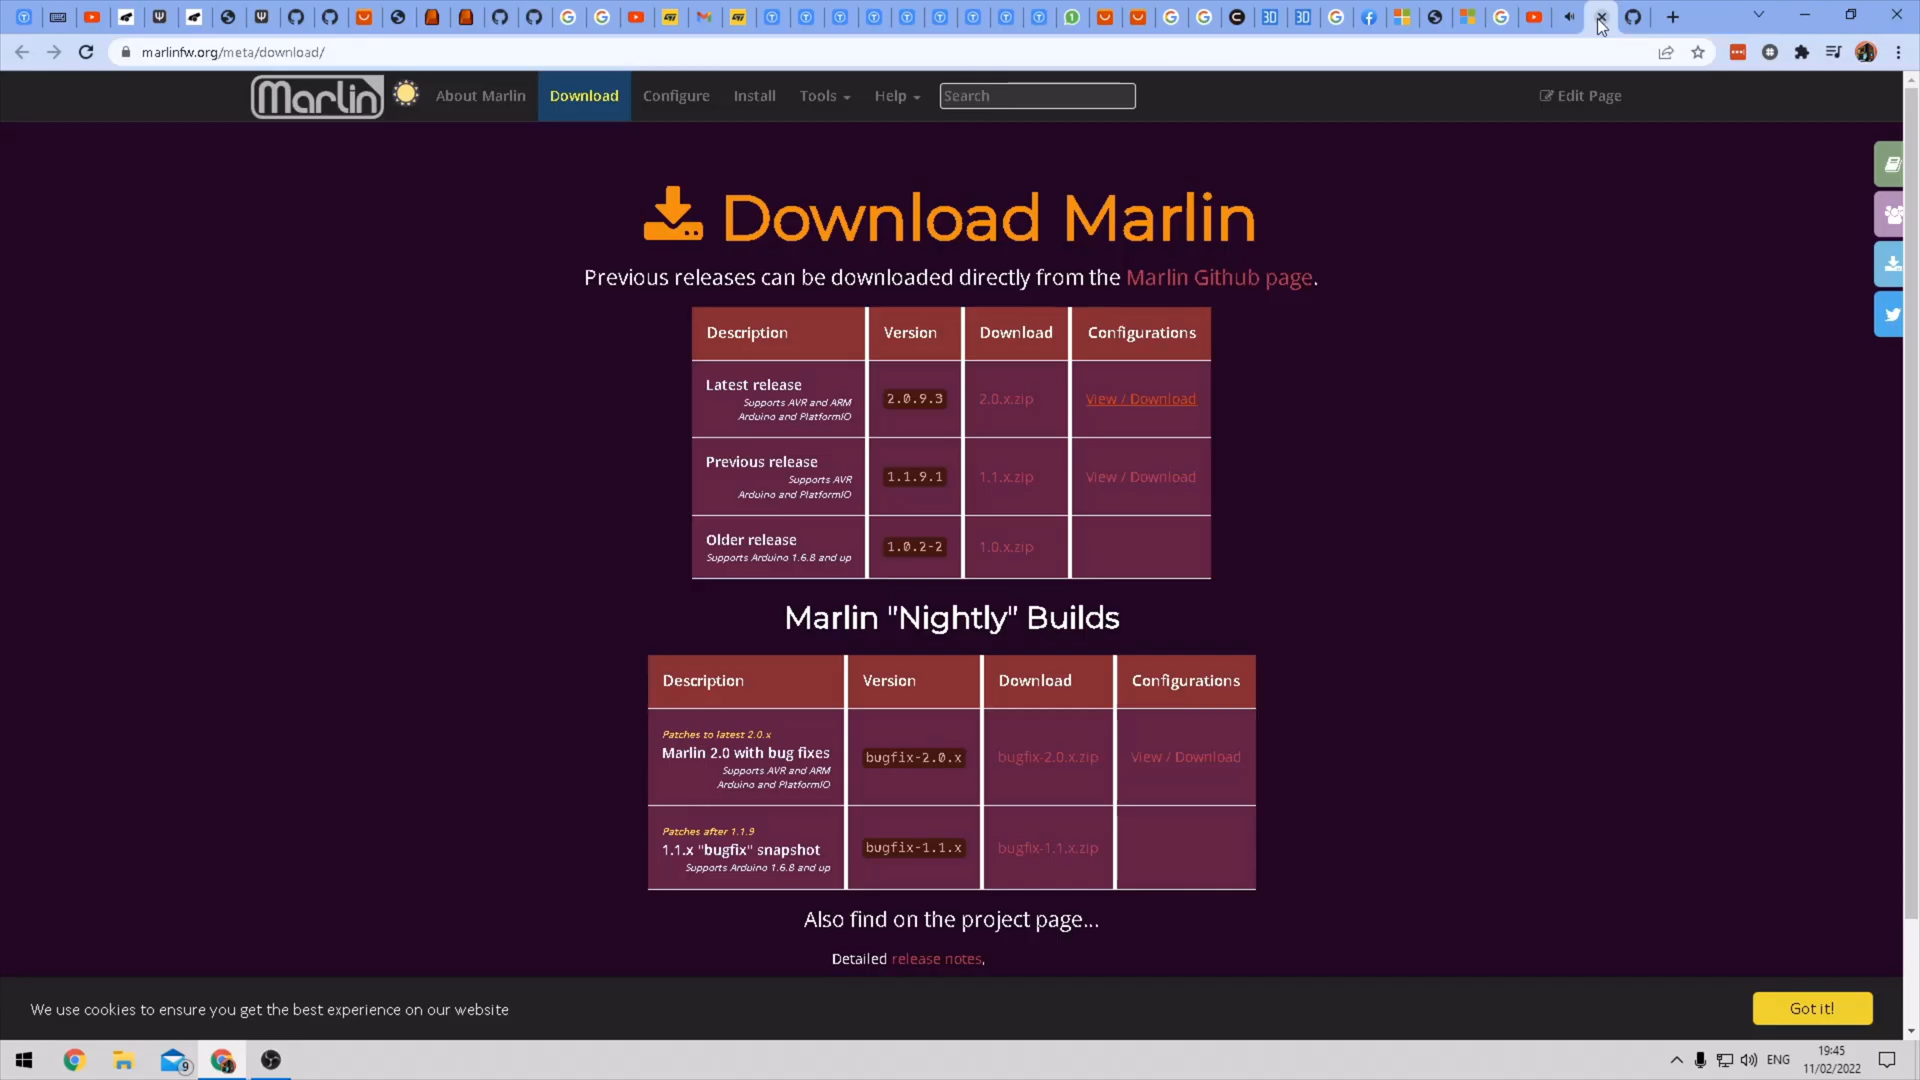 marlinfw.org/meta/download/
Marlin
About Marlin
Download
Configure
Install
Tools
Help
Search
Edit Page
Download Marlin
Previous releases can be downloaded directly from the Marlin Github page.
Description Version Download Configurations
Latest release
Supports AVR and ARM
Arduino and PlatformIO
2.0.9.3 2.0.x.zip View / Download
Previous release
Supports AVR
Arduino and PlatformIO
1.1.9.1 1.1.x.zip View / Download
Older release
Supports Arduino 1.6.8 and up
1.0.2-2 1.0.x.zip
Marlin "Nightly" Builds
Description Version Download Configurations
Patches to latest 2.0.x
Marlin 2.0 with bug fixes
Supports AVR and ARM
Arduino and PlatformIO
bugfix-2.0.x bugfix-2.0.x.zip View / Download
Patches after 1.1.9
1.1.x "bugfix" snapshot
Supports Arduino 1.6.8 and up
bugfix-1.1.x bugfix-1.1.x.zip
Also find on the project page...
Detailed release notes,
We use cookies to ensure you get the best experience on our website
Got it!
9
ENG
19:45
11/02/2022